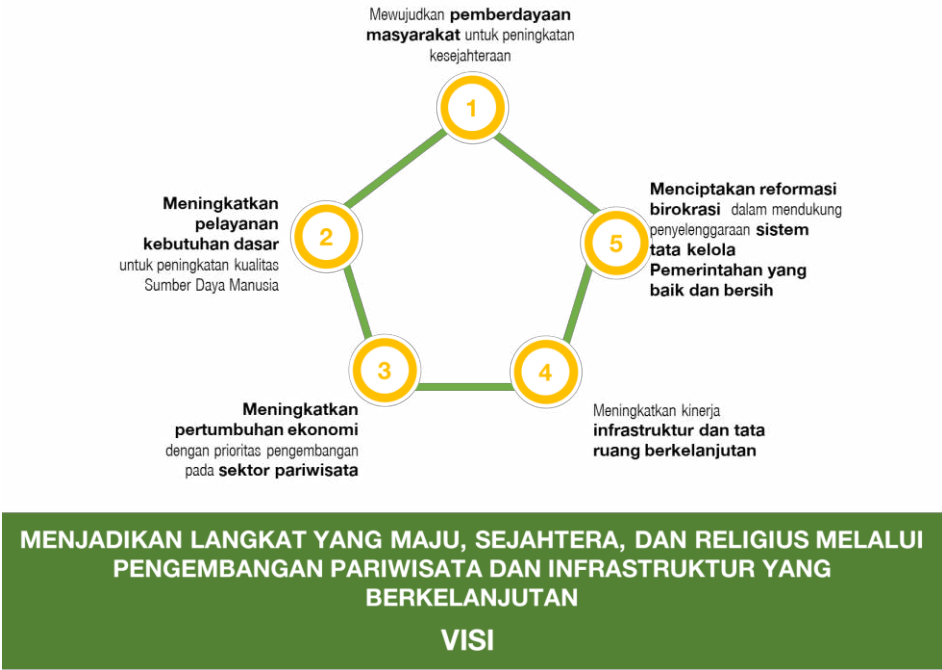 Mewujudkan pemberdayaan
masyarakat untuk peningkatan
kesejahteraan
1
Meningkatkan
pelayanan
kebutuhan dasar
untuk peningkatan kualitas
Sumber Daya Manusia
2
Meningkatkan
pertumbuhan ekonomi
dengan prioritas pengembangan
pada sektor pariwisata
3
4
Meningkatkan kinerja
infrastruktur dan tata
ruang berkelanjutan
5
Menciptakan reformasi
birokrasi dalam mendukung
penyelenggaraan sistem
tata kelola
Pemerintahan yang
baik dan bersih
MENJADIKAN LANGKAT YANG MAJU, SEJAHTERA, DAN RELIGIUS MELALUI
PENGEMBANGAN PARIWISATA DAN INFRASTRUKTUR YANG
BERKELANJUTAN
VISI